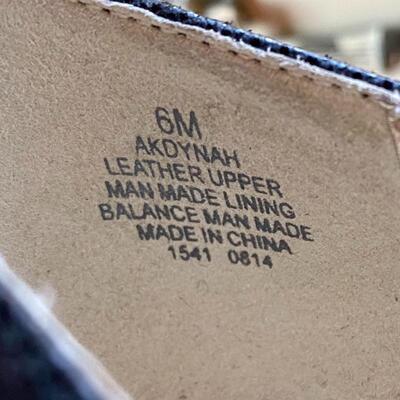 6M
AKDYNAH
LEATHER UPPER
MAN MADE LINING
BALANCE MAN MADE
MADE IN CHINA
1541 0814